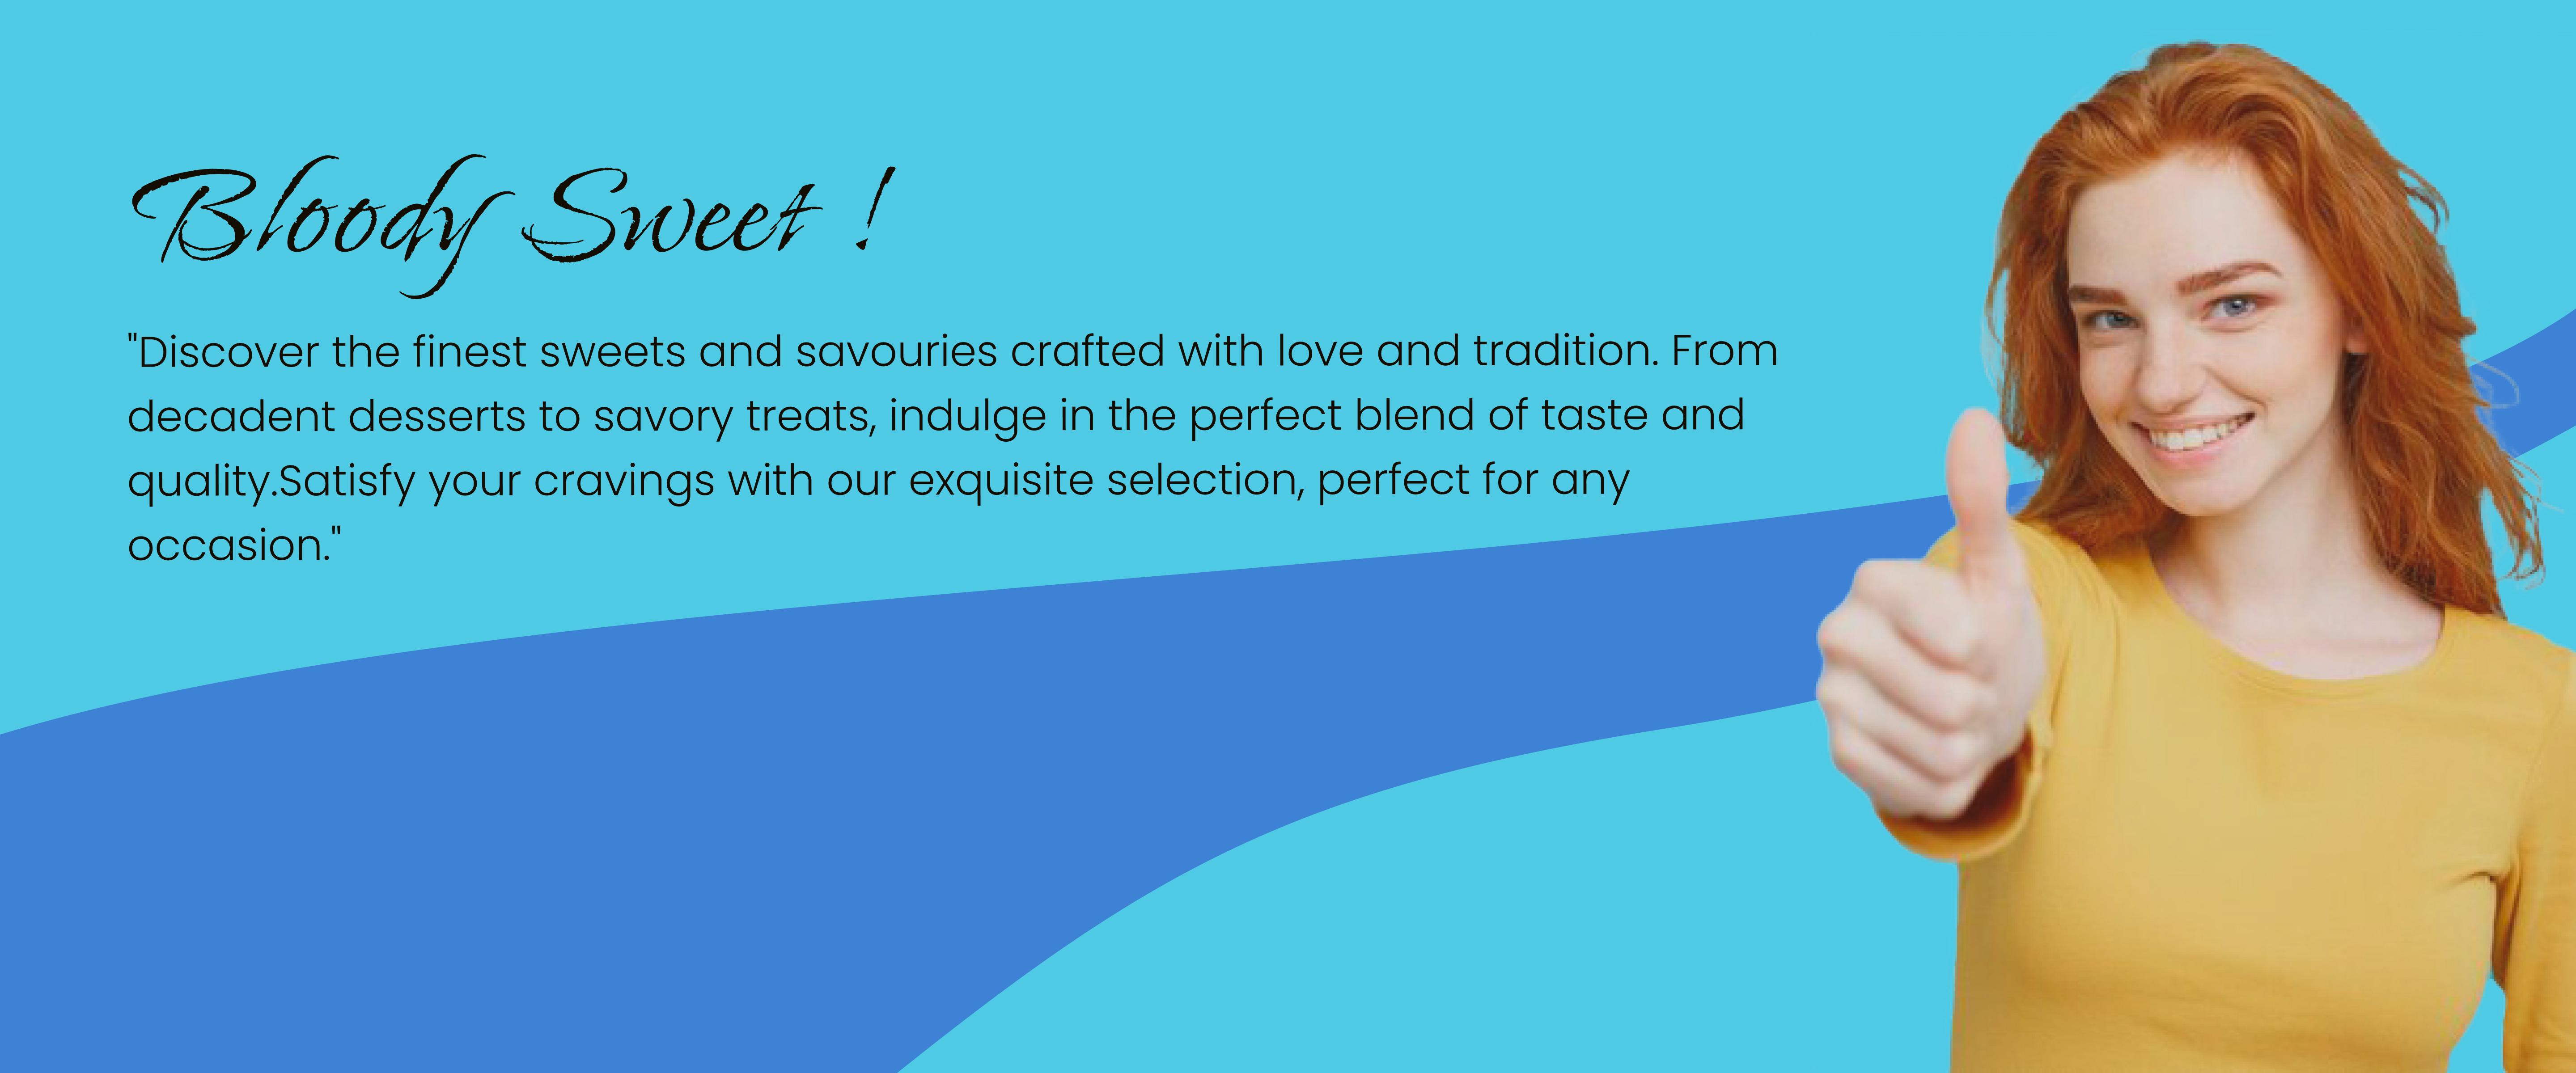 Bloody Sweet !
"Discover the finest sweets and savouries crafted with love and tradition. From
decadent desserts to savory treats, indulge in the perfect blend of taste and
quality.Satisfy your cravings with our exquisite selection, perfect for any
occasion."